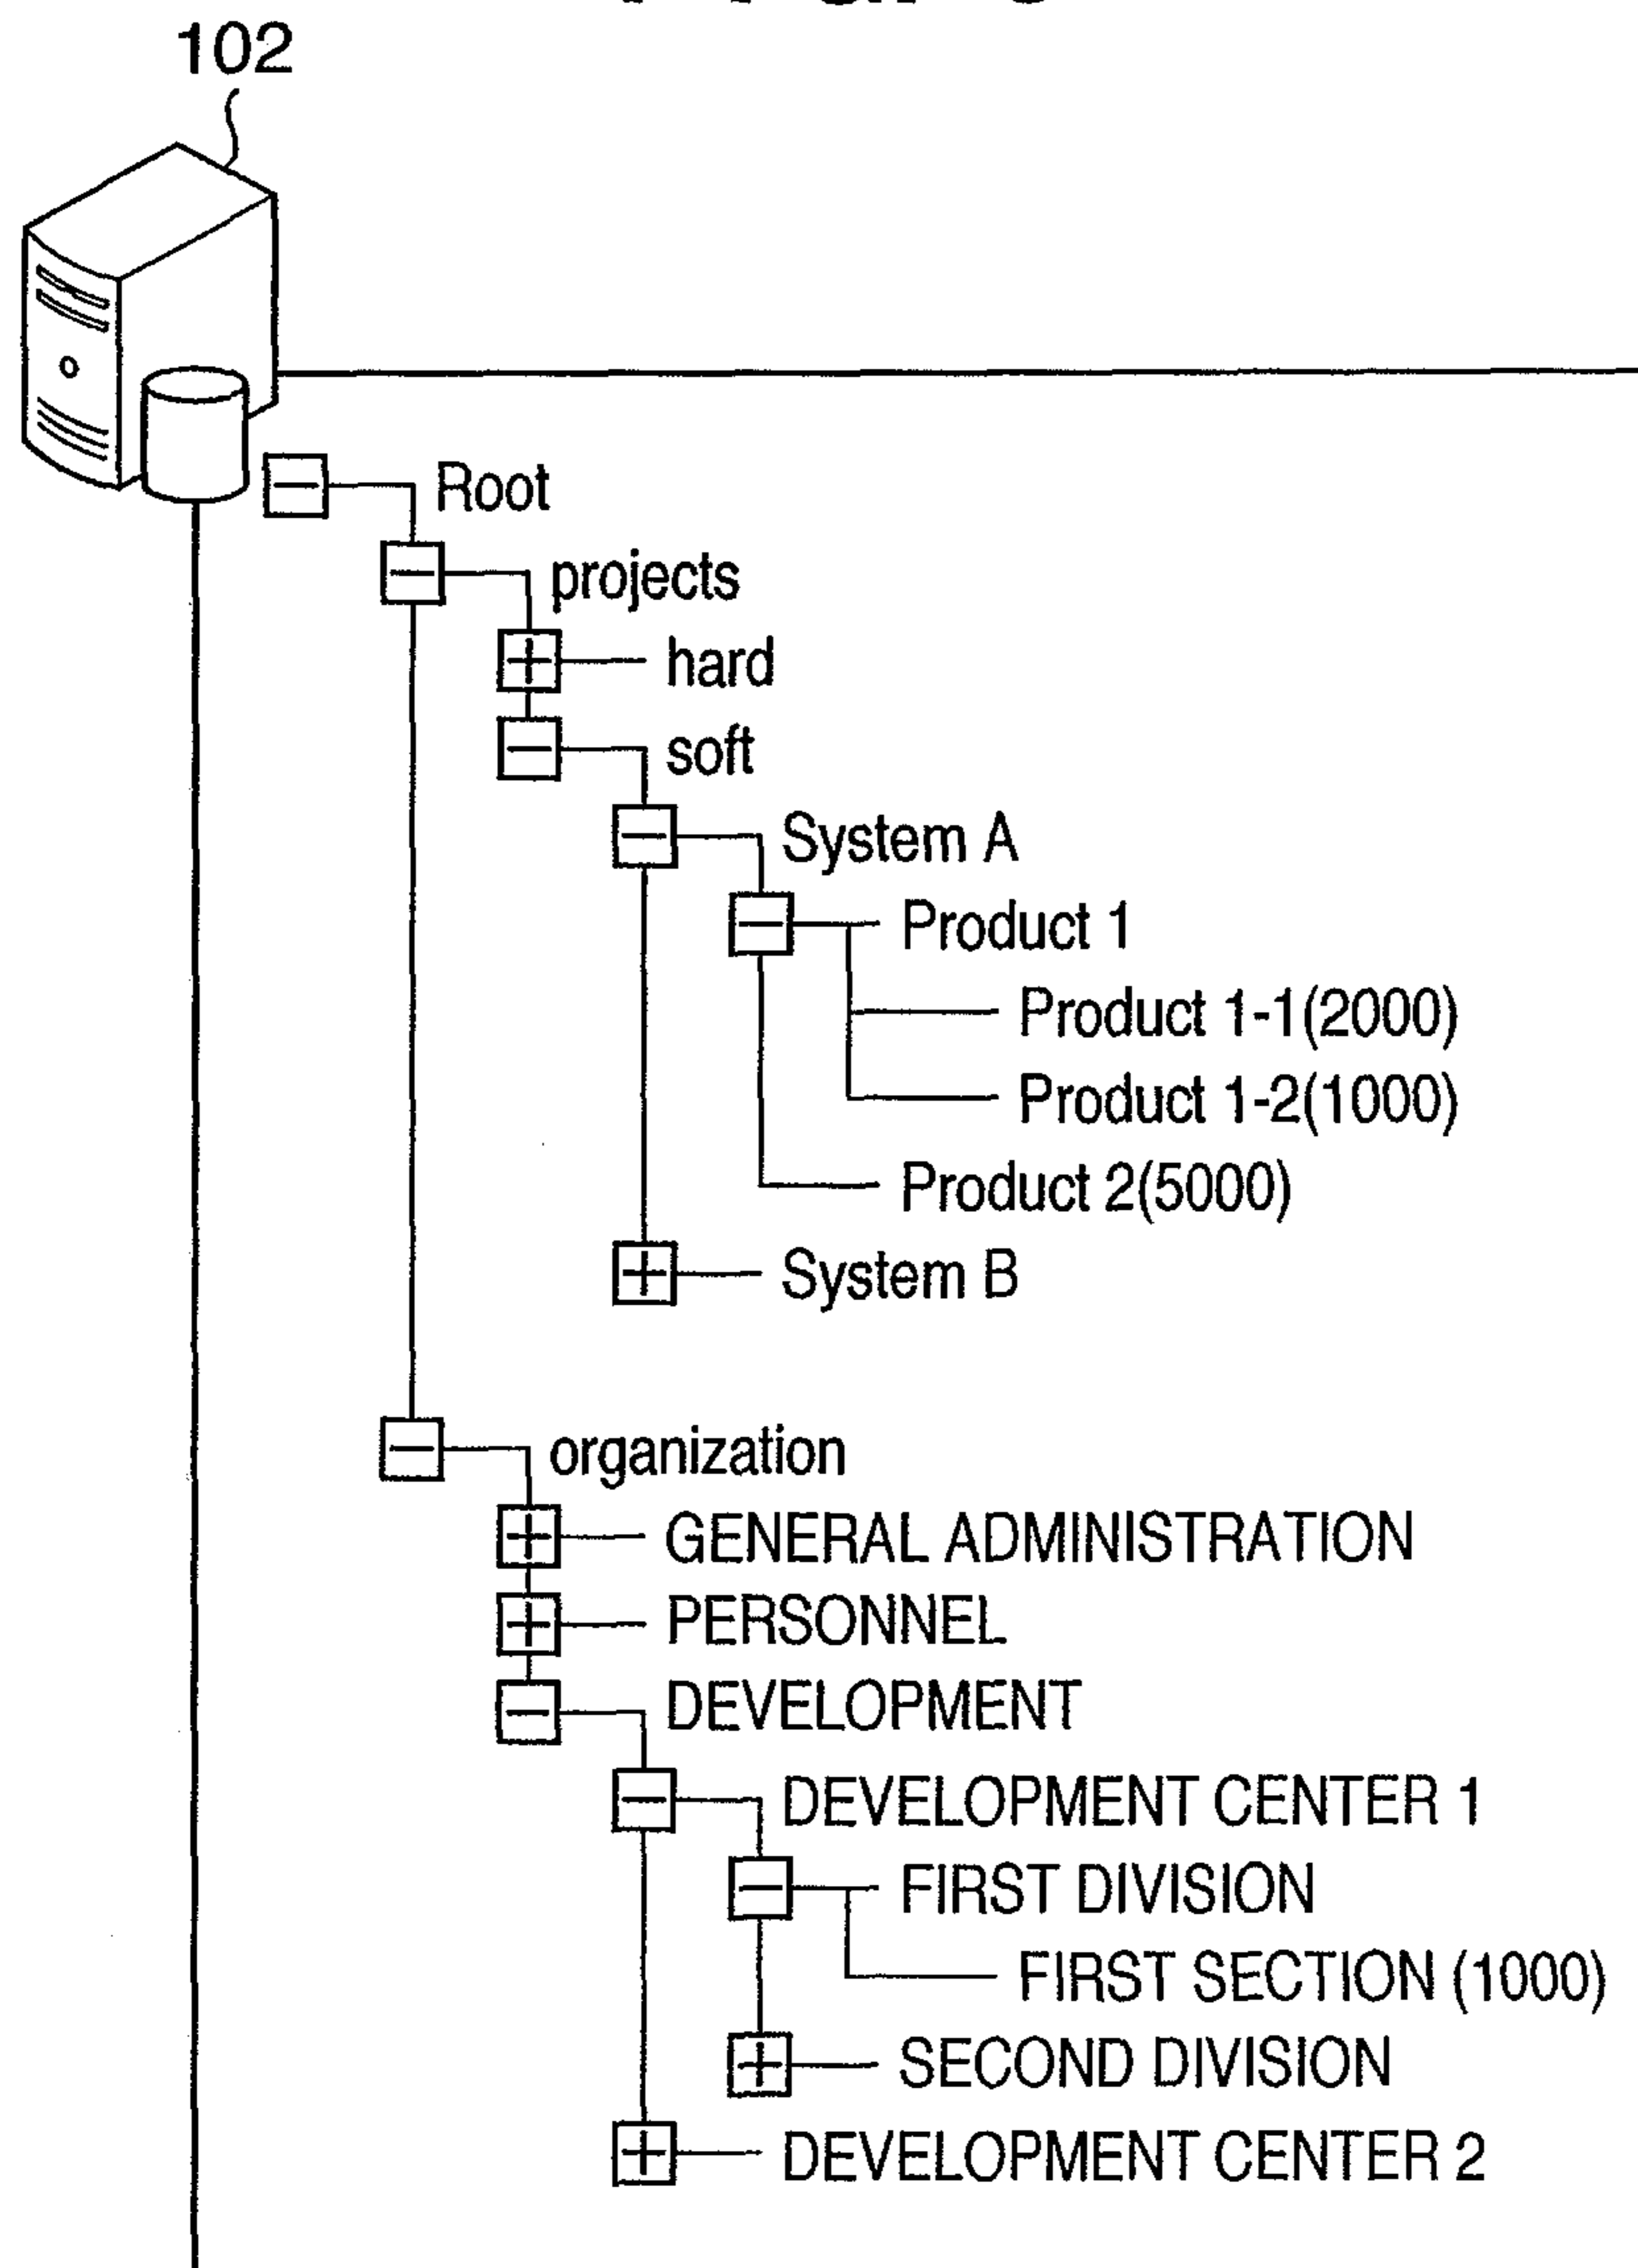 102
Root
projects
hard
soft
System A
Product 1
Product 1-1(2000)
Product 1-2(1000)
Product 2(5000)
System B
organization
GENERAL ADMINISTRATION
PERSONNEL
DEVELOPMENT
DEVELOPMENT CENTER 1
FIRST DIVISION
FIRST SECTION (1000)
SECOND DIVISION
DEVELOPMENT CENTER 2